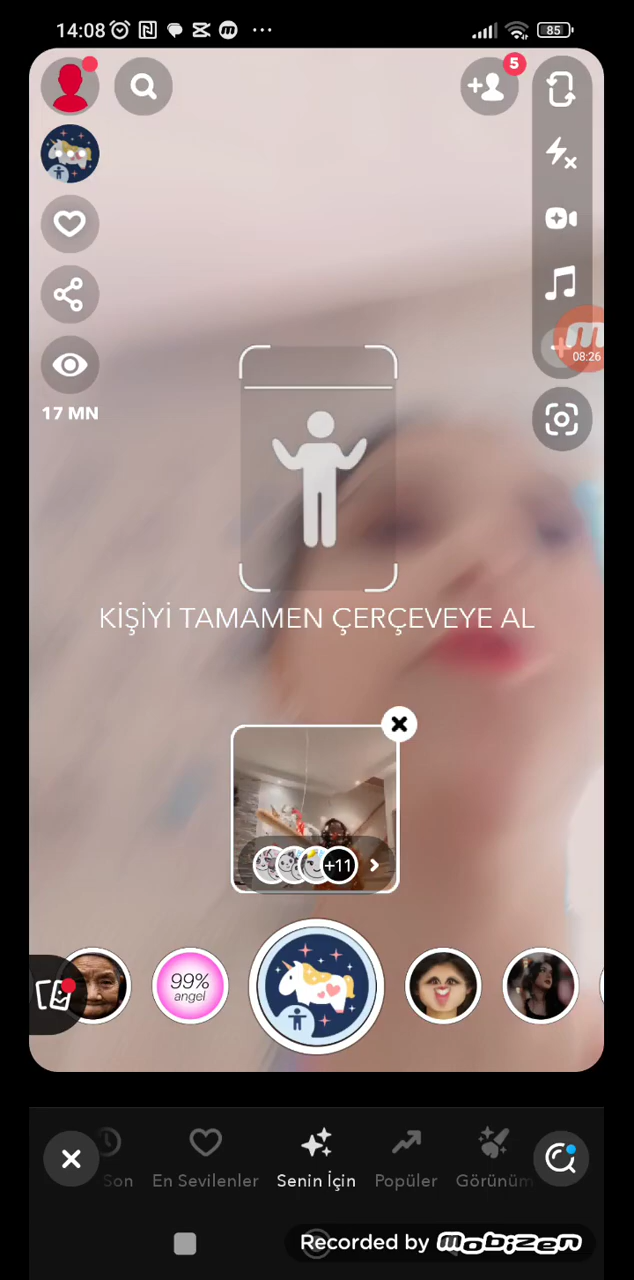 14:08
85
5
08:26
17 MN
KİŞİYİ TAMAMEN ÇERÇEVEYE AL
+11
99%
angel
Son
En Sevilenler
Senin İçin
Popüler
Görünüm
Recorded by mobizen